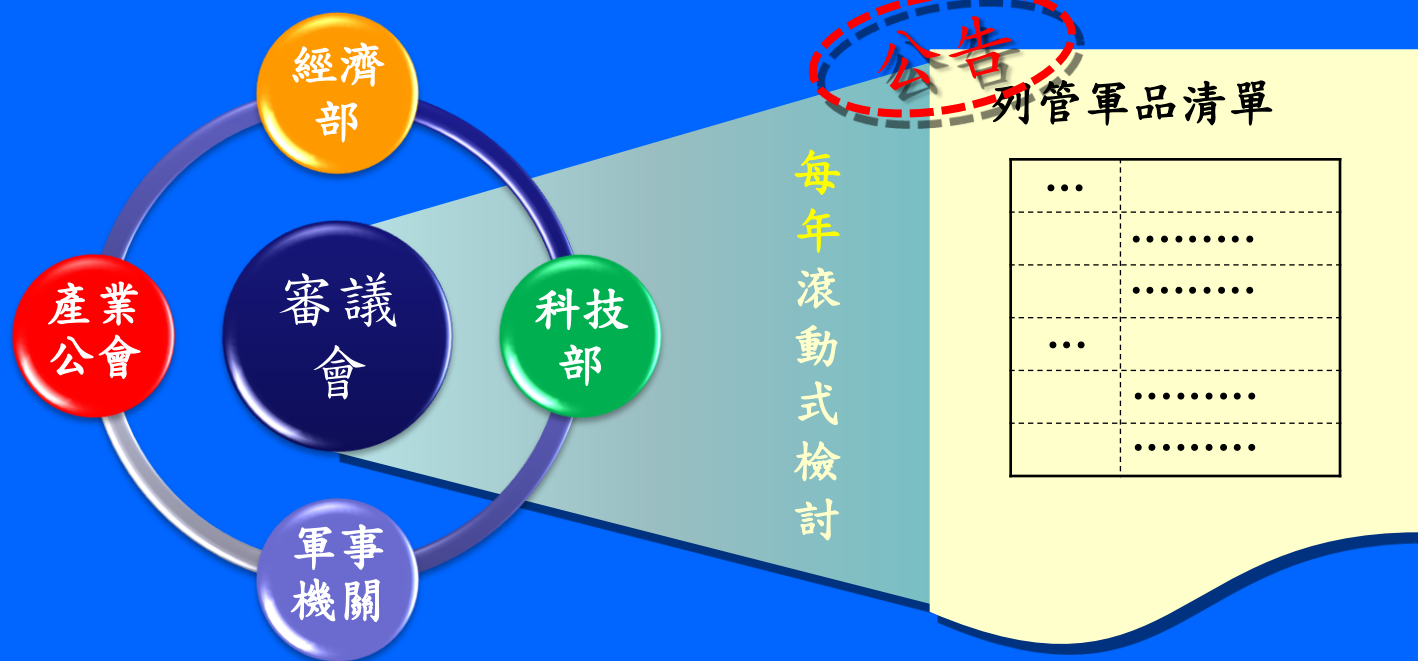 經濟
部
產業
公會
審議
會
科技
部
軍事
機關
每年滾動式檢討
公告
列管軍品清單
...
.........
.........
...
.........
.........